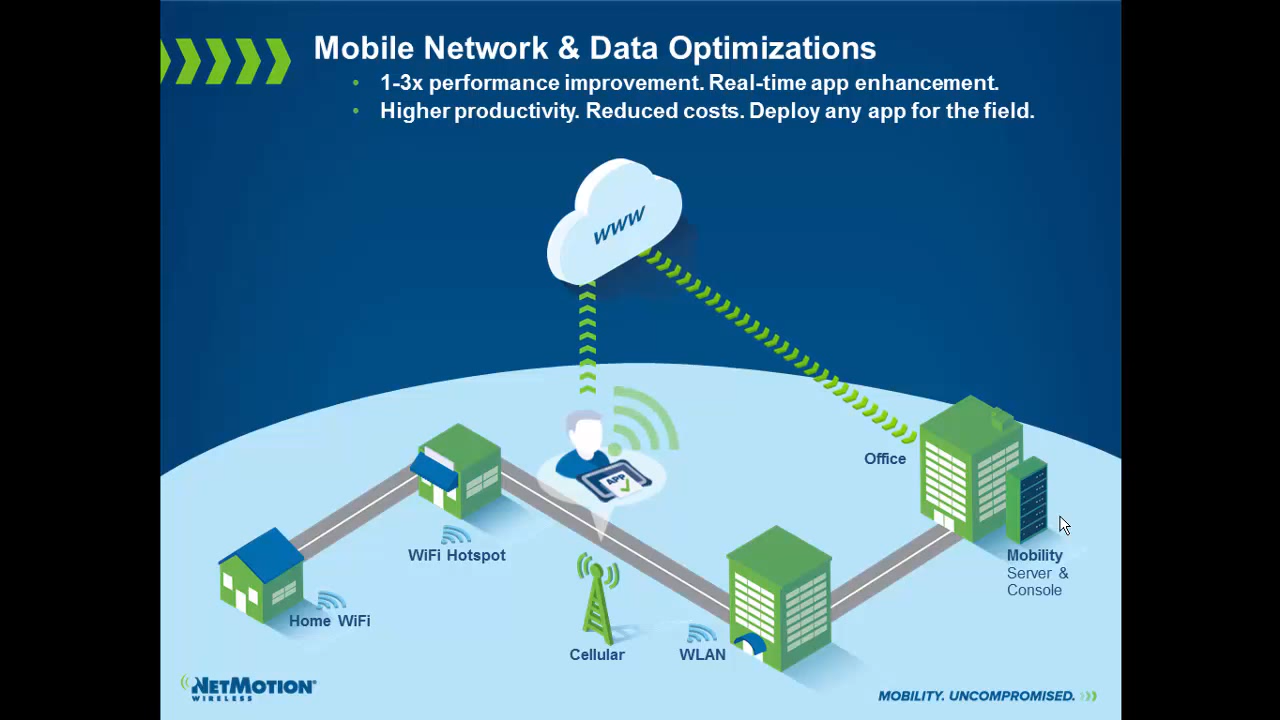 Mobile Network & Data Optimizations
• 1-3x performance improvement. Real-time app enhancement.
• Higher productivity. Reduced costs. Deploy any app for the field.
www
APP
Office
WiFi Hotspot
Mobility
Server &
Console
Home WiFi
Cellular
WLAN
NETMOTION®
WIRELESS
MOBILITY. UNCOMPROMISED.